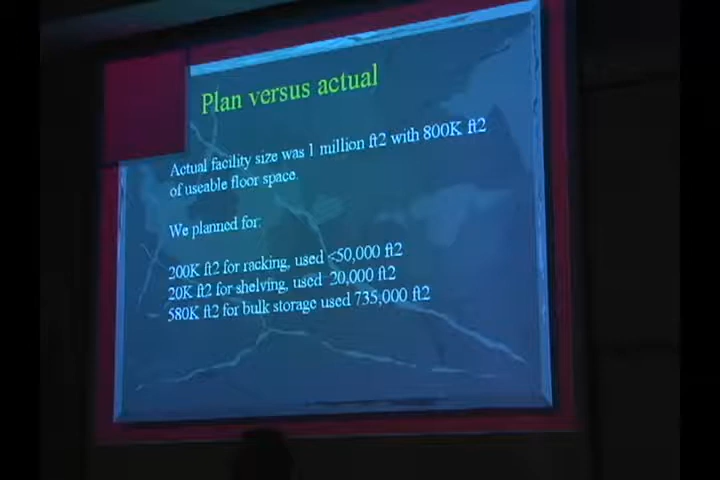 Plan versus actual
Actual facility size was 1 million ft2 with 800K ft2
of useable floor space.
We planned for:
200K ft2 for racking, used <50,000 ft2
20K ft2 for shelving, used 20,000 ft2
580K ft2 for bulk storage used 735,000 ft2